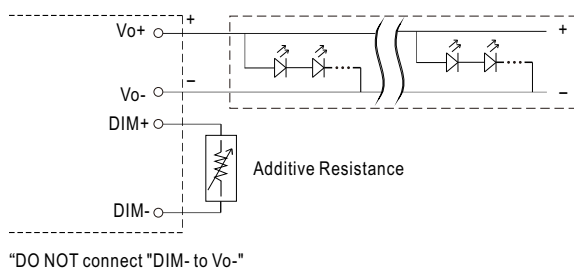 Vo+
+
+
Vo-
–
–
DIM+
Additive Resistance
DIM-
“DO NOT connect "DIM- to Vo-"